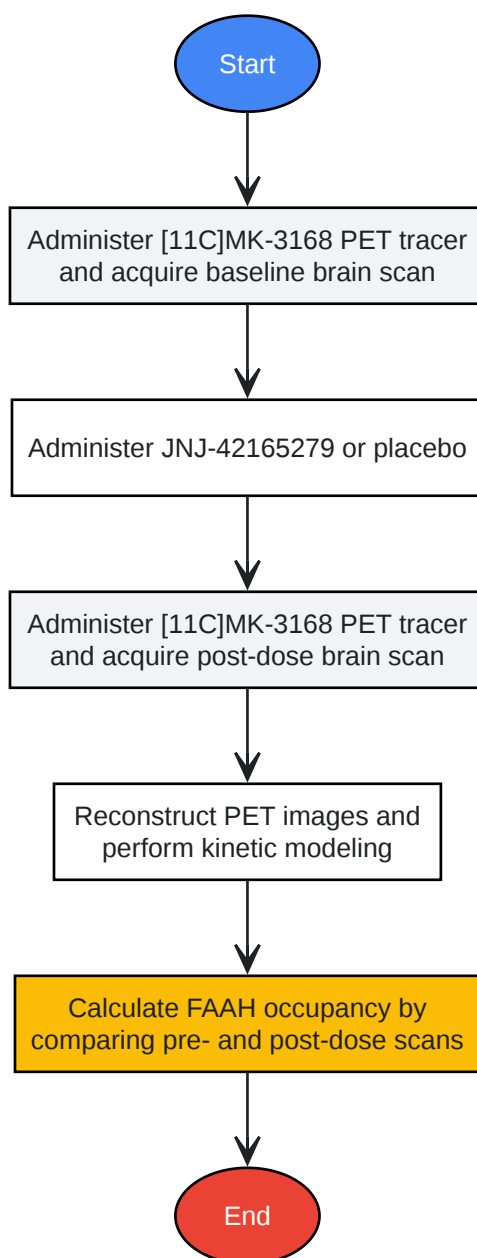 Start
Administer [11C]MK-3168 PET tracer
and acquire baseline brain scan
Administer JNJ-42165279 or placebo
Administer [11C]MK-3168 PET tracer
and acquire post-dose brain scan
Reconstruct PET images and
perform kinetic modeling
Calculate FAAH occupancy by
comparing pre- and post-dose scans
End